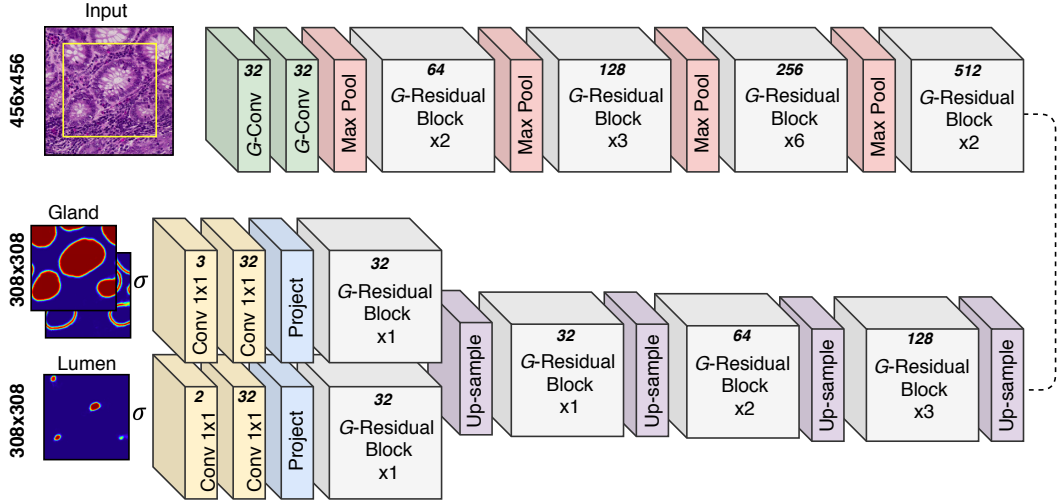 Input
456x456
32
G-Conv
32
G-Conv
Max Pool
64
G-Residual
Block
x2
Max Pool
128
G-Residual
Block
x3
Max Pool
256
G-Residual
Block
x6
Max Pool
512
G-Residual
Block
x2
Gland
308x308
σ
3
Conv 1x1
32
Conv 1x1
Project
32
G-Residual
Block
x1
Lumen
308x308
σ
2
Conv 1x1
32
Conv 1x1
Project
32
G-Residual
Block
x1
Up-sample
32
G-Residual
Block
x1
Up-sample
64
G-Residual
Block
x2
Up-sample
128
G-Residual
Block
x3
Up-sample